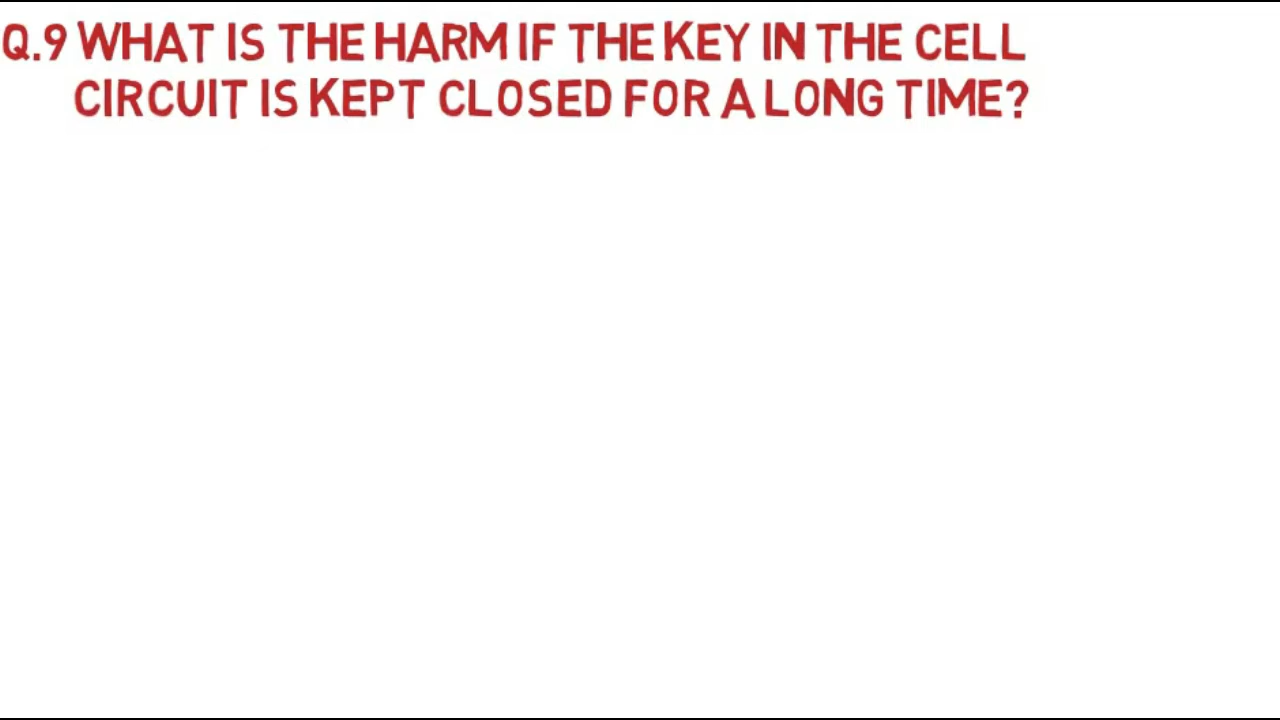 Q.9 WHAT IS THE HARM IF THE KEY IN THE CELL
CIRCUIT IS KEPT CLOSED FOR A LONG TIME?